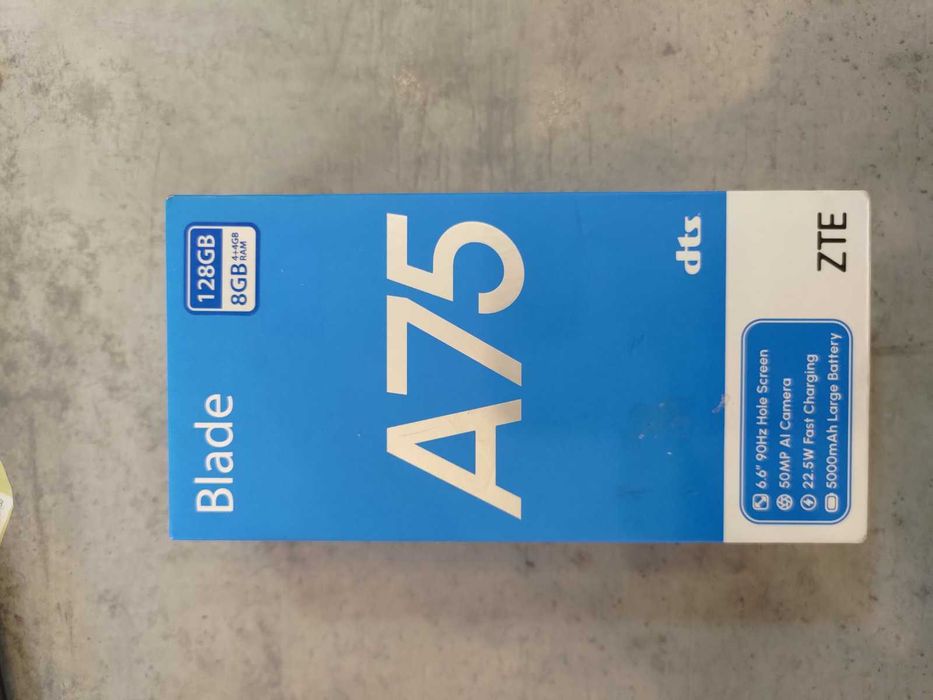 Blade
128GB
8GB 4+4GB RAM
A75
dts
6.6" 90Hz Hole Screen
50MP AI Camera
22.5W Fast Charging
5000mAh Large Battery
ZTE